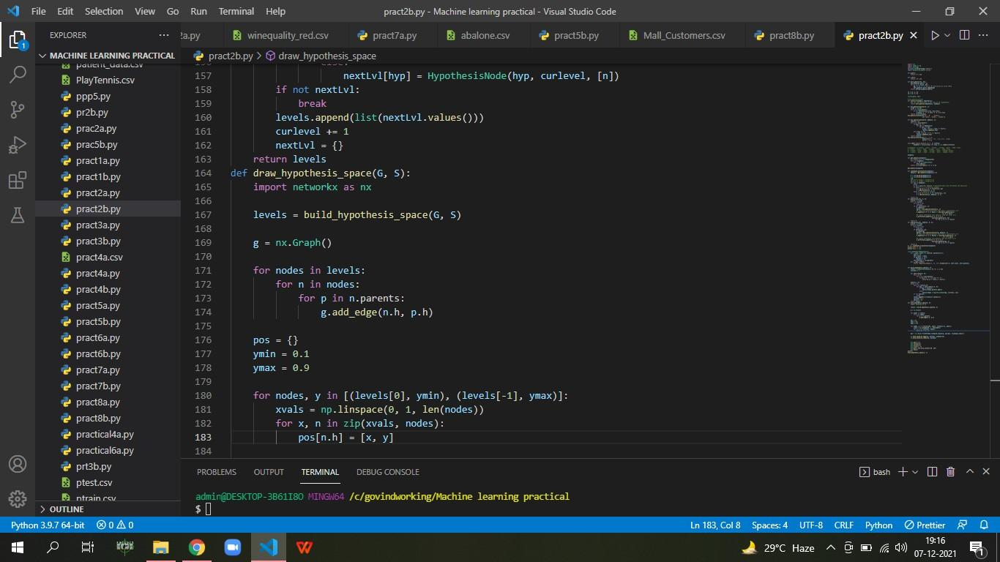 File Edit Selection View Go Run Terminal Help
pract2b.py - Machine learning practical - Visual Studio Code
EXPLORER
2a.py winequality_red.csv pract7a.py abalone.csv pract5b.py Mall_Customers.csv pract8b.py pract2b.py
MACHINE LEARNING PRACTICAL
pract2b.py > draw_hypothesis_space
1
patient_data.csv
PlayTennis.csv
ppp5.py
pr2b.py
prac2a.py
prac5b.py
pract1a.py
pract1b.py
pract2a.py
pract2b.py
pract3a.py
pract3b.py
pract4a.csv
pract4a.py
pract4b.py
pract5a.py
pract5b.py
pract6a.py
pract6b.py
pract7a.py
pract7b.py
pract8a.py
pract8b.py
practical4a.py
practical6a.py
prt3b.py
ptest.csv
ptrain.csv
OUTLINE
156 else:
157 nextLvl[hyp] = HypothesisNode(hyp, curlevel, [n])
158 if not nextLvl:
159 break
160 levels.append(list(nextLvl.values()))
161 curlevel += 1
162 nextLvl = {}
163 return levels
164 def draw_hypothesis_space(G, S):
165 import networkx as nx
166
167 levels = build_hypothesis_space(G, S)
168
169 g = nx.Graph()
170
171 for nodes in levels:
172 for n in nodes:
173 for p in n.parents:
174 g.add_edge(n.h, p.h)
175
176 pos = {}
177 ymin = 0.1
178 ymax = 0.9
179
180 for nodes, y in [(levels[0], ymin), (levels[-1], ymax)]:
181 xvals = np.linspace(0, 1, len(nodes))
182 for x, n in zip(xvals, nodes):
183 pos[n.h] = [x, y]
184
PROBLEMS OUTPUT TERMINAL DEBUG CONSOLE
bash
admin@DESKTOP-3B61I8O MINGW64 /c/govindworking/Machine learning practical
$
Python 3.9.7 64-bit 0 0 Ln 183, Col 8 Spaces: 4 UTF-8 CRLF Python Prettier
29°C Haze
19:16
07-12-2021
1